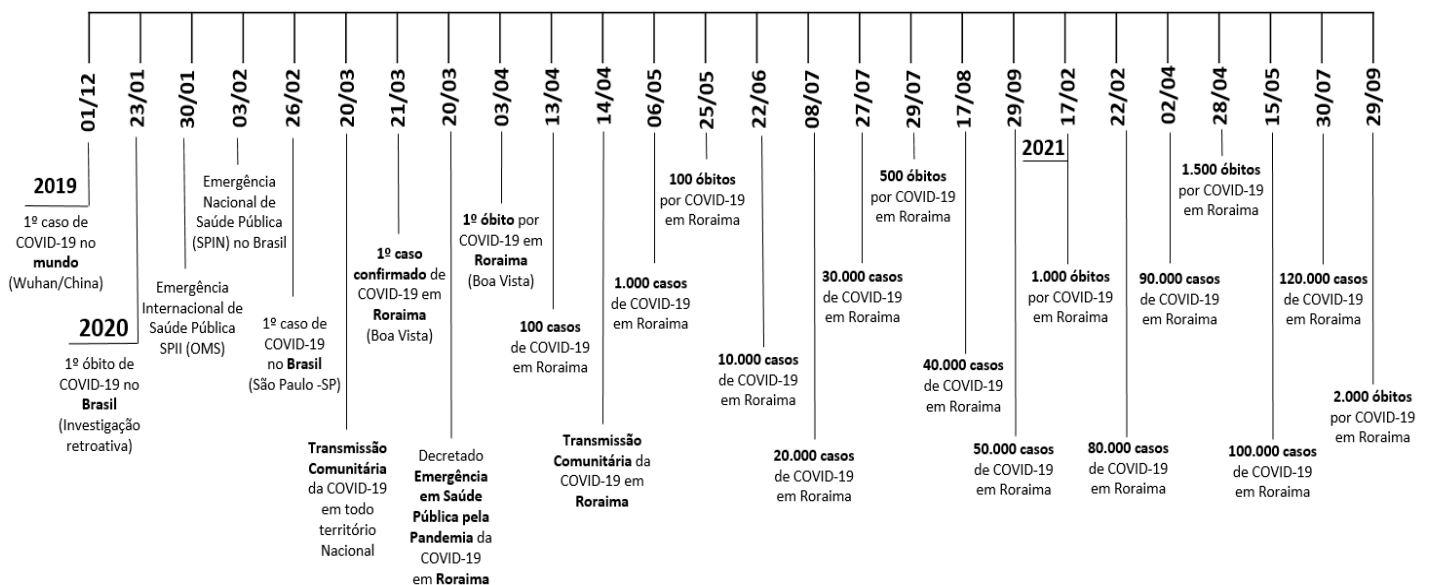 01/12
2019
1º caso de
COVID-19 no
mundo
(Wuhan/China)
23/01
2020
1º óbito de
COVID-19 no
Brasil
(Investigação
retroativa)
30/01
Emergência
Internacional de
Saúde Pública
SPII (OMS)
03/02
Emergência
Nacional de
Saúde Pública
(SPIN) no Brasil
26/02
1º caso de
COVID-19
no Brasil
(São Paulo -SP)
20/03
Transmissão
Comunitária
da COVID-19
em todo
território
Nacional
21/03
1º caso
confirmado de
COVID-19 em
Roraima
(Boa Vista)
20/03
Decretado
Emergência
em Saúde
Pública pela
Pandemia da
COVID-19
em Roraima
03/04
1º óbito por
COVID-19 em
Roraima
(Boa Vista)
13/04
100 casos
de COVID-19
em Roraima
14/04
Transmissão
Comunitária da
COVID-19 em
Roraima
06/05
1.000 casos
de COVID-19
em Roraima
25/05
100 óbitos
por COVID-19
em Roraima
22/06
10.000 casos
de COVID-19
em Roraima
08/07
20.000 casos
de COVID-19
em Roraima
27/07
30.000 casos
de COVID-19
em Roraima
29/07
500 óbitos
por COVID-19
em Roraima
17/08
40.000 casos
de COVID-19
em Roraima
29/09
50.000 casos
de COVID-19
em Roraima
17/02
2021
1.000 óbitos
por COVID-19
em Roraima
22/02
80.000 casos
de COVID-19
em Roraima
02/04
90.000 casos
de COVID-19
em Roraima
28/04
1.500 óbitos
por COVID-19
em Roraima
15/05
100.000 casos
de COVID-19
em Roraima
30/07
120.000 casos
de COVID-19
em Roraima
29/09
2.000 óbitos
por COVID-19
em Roraima